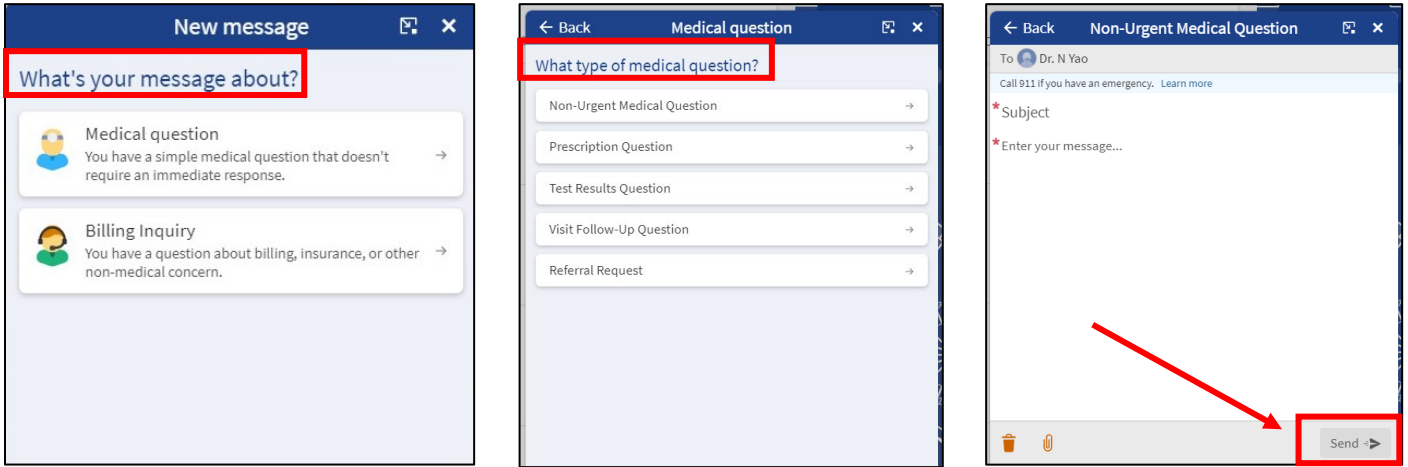 New message
What's your message about?
Medical question
You have a simple medical question that doesn't
require an immediate response.
Billing Inquiry
You have a question about billing, insurance, or other
non-medical concern.
Back
Medical question
What type of medical question?
Non-Urgent Medical Question
Prescription Question
Test Results Question
Visit Follow-Up Question
Referral Request
Back
Non-Urgent Medical Question
To Dr. N Yao
Call 911 if you have an emergency. Learn more
*Subject
*Enter your message...
Send